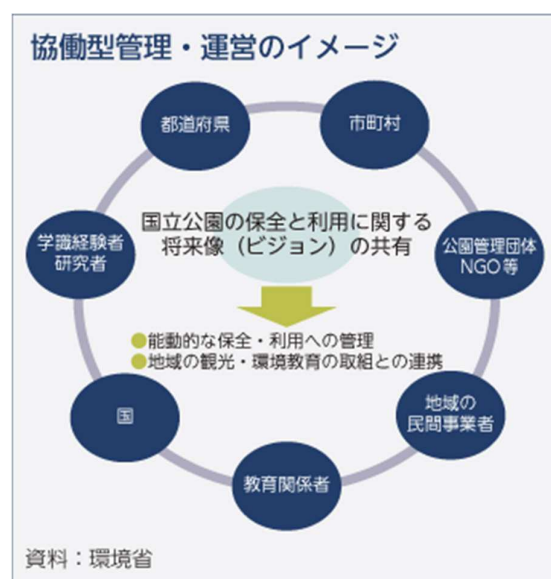 協働型管理・運営のイメージ
都道府県
市町村
学識経験者
研究者
国立公園の保全と利用に関する
将来像（ビジョン）の共有
公園管理団体
NGO等
●能動的な保全・利用への管理
●地域の観光・環境教育の取組との連携
国
地域の
民間事業者
教育関係者
資料：環境省